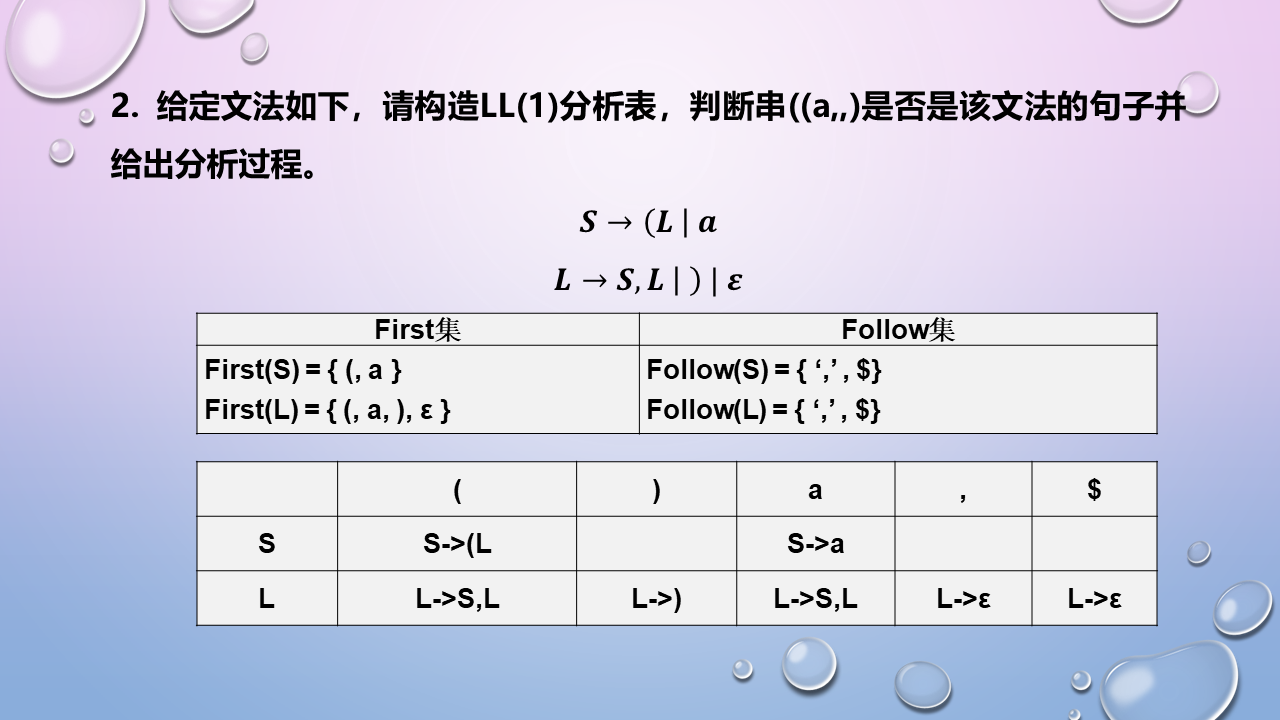 2. 给定文法如下，请构造LL(1)分析表，判断串((a,,)是否是该文法的句子并
给出分析过程。
S → (L | a
L → S, L | ) | ε
First集 Follow集
First(S) = { (, a } Follow(S) = { ‘,’ , $}
First(L) = { (, a, ), ε } Follow(L) = { ‘,’ , $}
( ) a , $
S S->(L S->a
L L->S,L L->) L->S,L L->ε L->ε